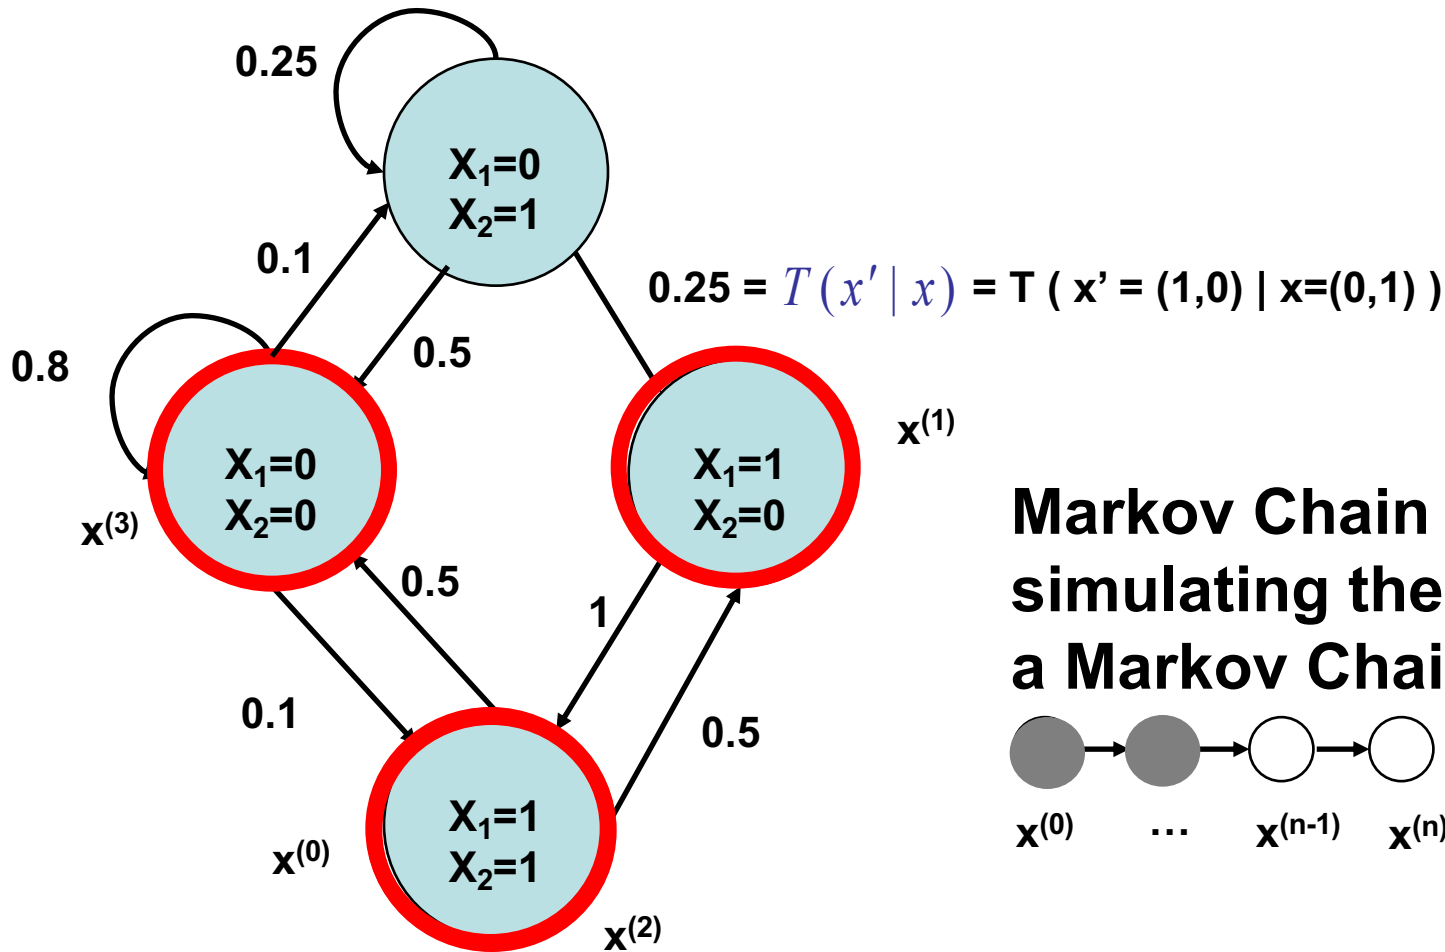 0.25
X₁=0
X₂=1
0.1
0.25 = T(x′ | x) = T ( x’ = (1,0) | x=(0,1) )
0.5
0.8
X₁=0
X₂=0
x⁽³⁾
X₁=1
X₂=0
x⁽¹⁾
Markov Chain
simulating the
a Markov Chai
0.5
1
0.1
0.5
X₁=1
X₂=1
x⁽⁰⁾
x⁽²⁾
x⁽⁰⁾ … x⁽ⁿ⁻¹⁾ x⁽ⁿ⁾